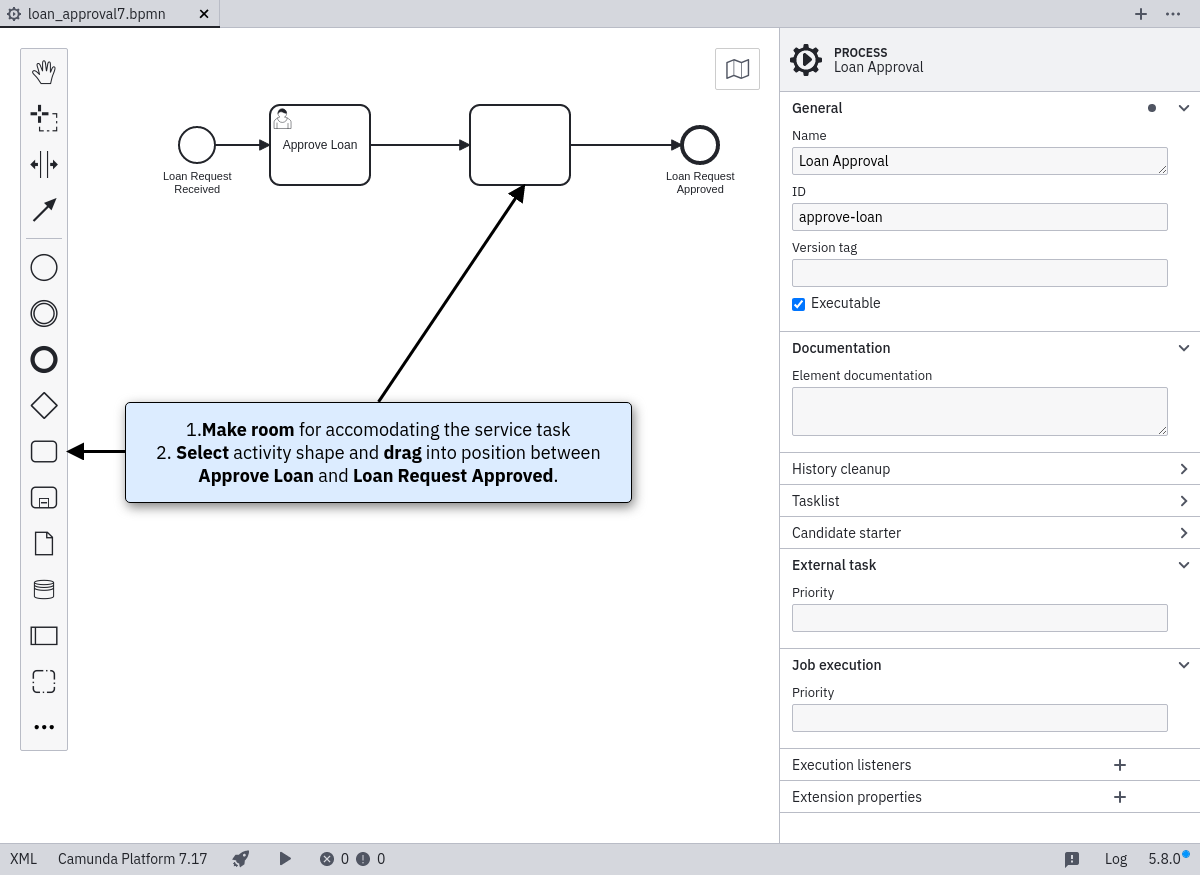 loan_approval7.bpmn
PROCESS
Loan Approval
General
Name
Loan Approval
ID
approve-loan
Version tag
Executable
Documentation
Element documentation
History cleanup
Tasklist
Candidate starter
External task
Priority
Job execution
Priority
Execution listeners
Extension properties
Loan Request
Received
Approve Loan
Loan Request
Approved
1.Make room for accomodating the service task
2. Select activity shape and drag into position between
Approve Loan and Loan Request Approved.
XML Camunda Platform 7.17 0 0 Log 5.8.0